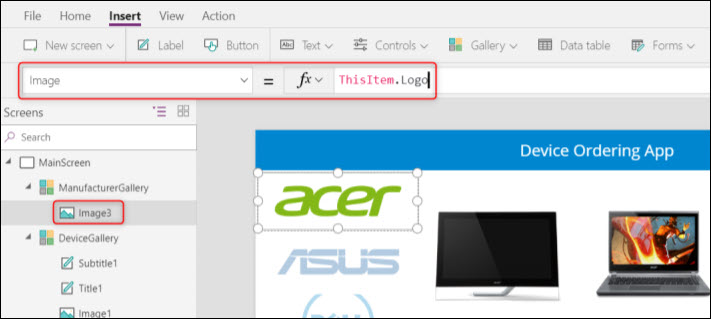 File Home Insert View Action
New screen Label Button Abc Text Controls Gallery Data table Forms
Image = fx ThisItem.Logo
Screens
Search
MainScreen
ManufacturerGallery
Image3
DeviceGallery
Subtitle1
Title1
Image1
Device Ordering App
acer
ASUS